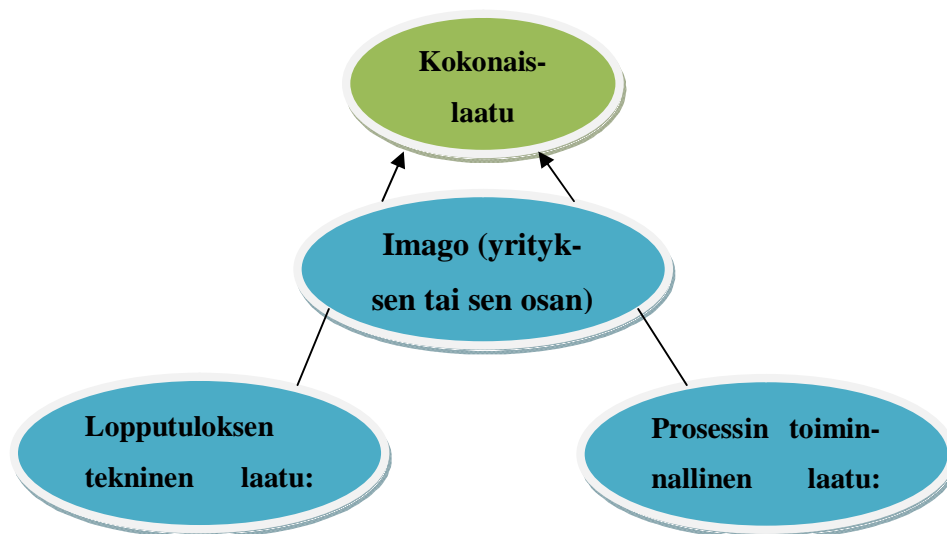 Kokonais-
laatu
Imago (yrityk-
sen tai sen osan)
Lopputuloksen
tekninen laatu:
Prosessin toimin-
nallinen laatu: